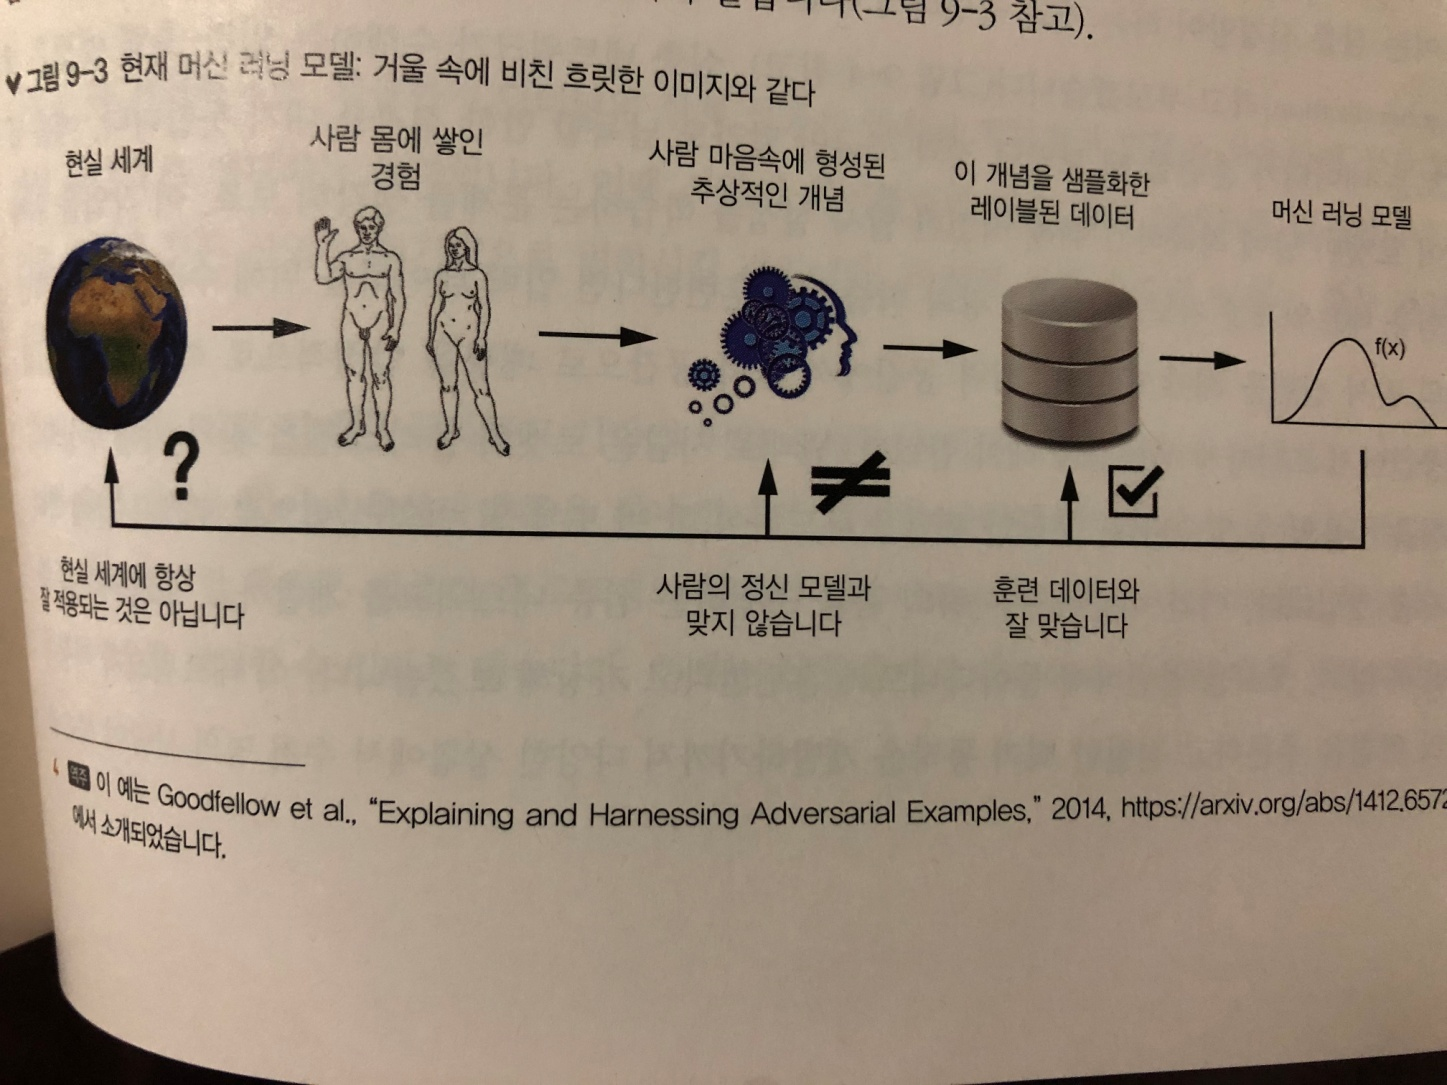 (그림 9-3 참고).
♥ 그림 9-3 현재 머신 러닝 모델: 거울 속에 비친 흐릿한 이미지와 같다
현실 세계
사람 몸에 쌓인
경험
사람 마음속에 형성된
추상적인 개념
이 개념을 샘플화한
레이블된 데이터
머신 러닝 모델
f(x)
?
≠
현실 세계에 항상
잘 적용되는 것은 아닙니다
사람의 정신 모델과
맞지 않습니다
훈련 데이터와
잘 맞습니다
4 역주 이 예는 Goodfellow et al., “Explaining and Harnessing Adversarial Examples,” 2014, https://arxiv.org/abs/1412.6572
에서 소개되었습니다.